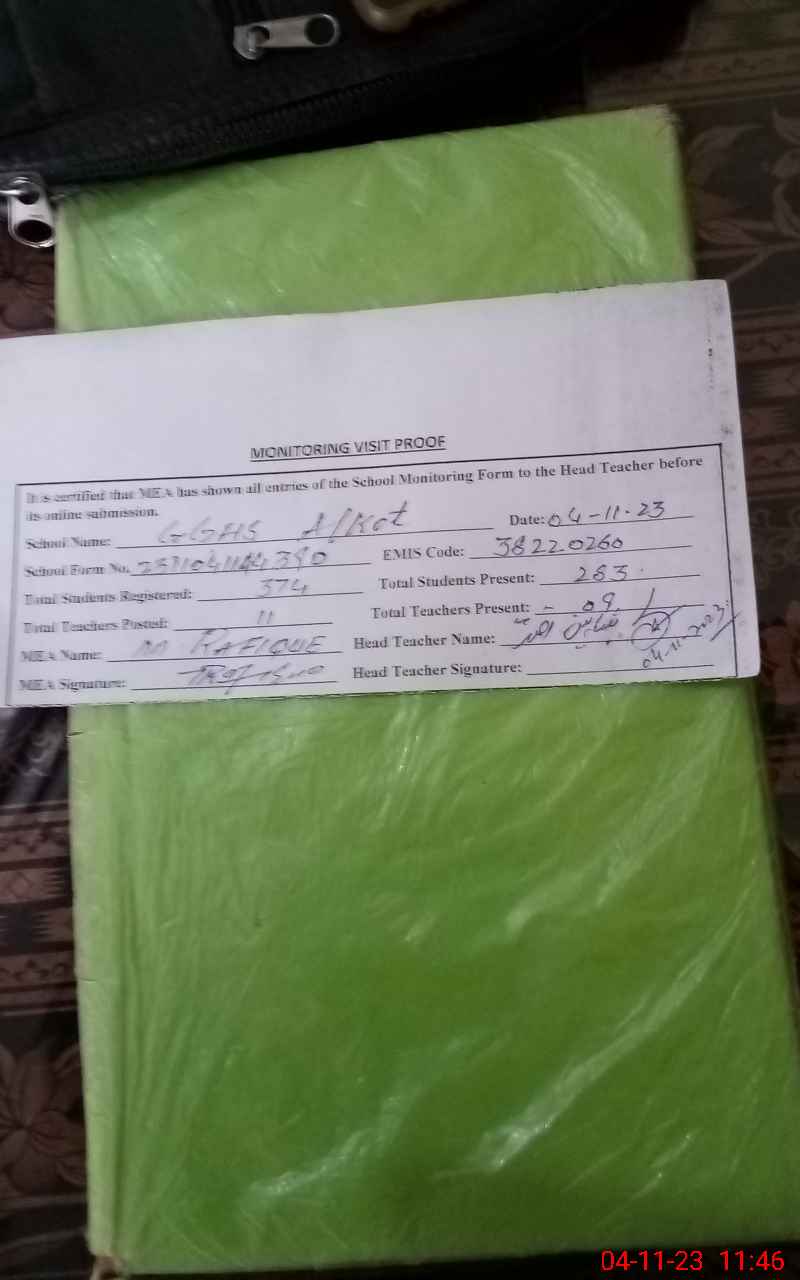 MONITORING VISIT PROOF
It is certified that MEA has shown all entries of the School Monitoring Form to the Head Teacher before
its online submission.
School Name: GGHS Date: 04-11-23
School Form No. EMIS Code: 38220260
Total Students Registered: 374 Total Students Present: 283
Total Teachers Posted: 11 Total Teachers Present: 09
MEA Name: M RAFIQUE Head Teacher Name:
MEA Signature: Head Teacher Signature: 04-11-2023
04-11-23 11:46